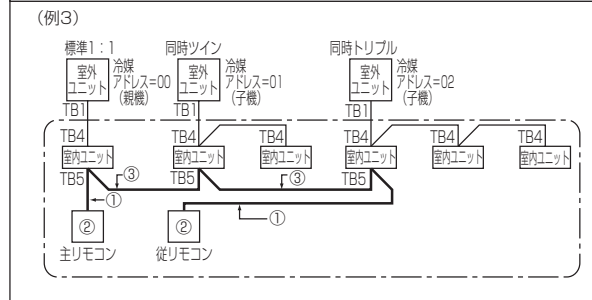 (例3)
標準1:1 同時ツイン 同時トリプル
室外ユニット 冷媒アドレス=00(親機) 室外ユニット 冷媒アドレス=01(子機) 室外ユニット 冷媒アドレス=02(子機)
TB1 TB1 TB1
TB4 TB4 TB4 TB4 TB4 TB4
室内ユニット 室内ユニット 室内ユニット 室内ユニット 室内ユニット 室内ユニット
TB5 ③ TB5 ③ TB5
① ①
② ②
主リモコン 従リモコン